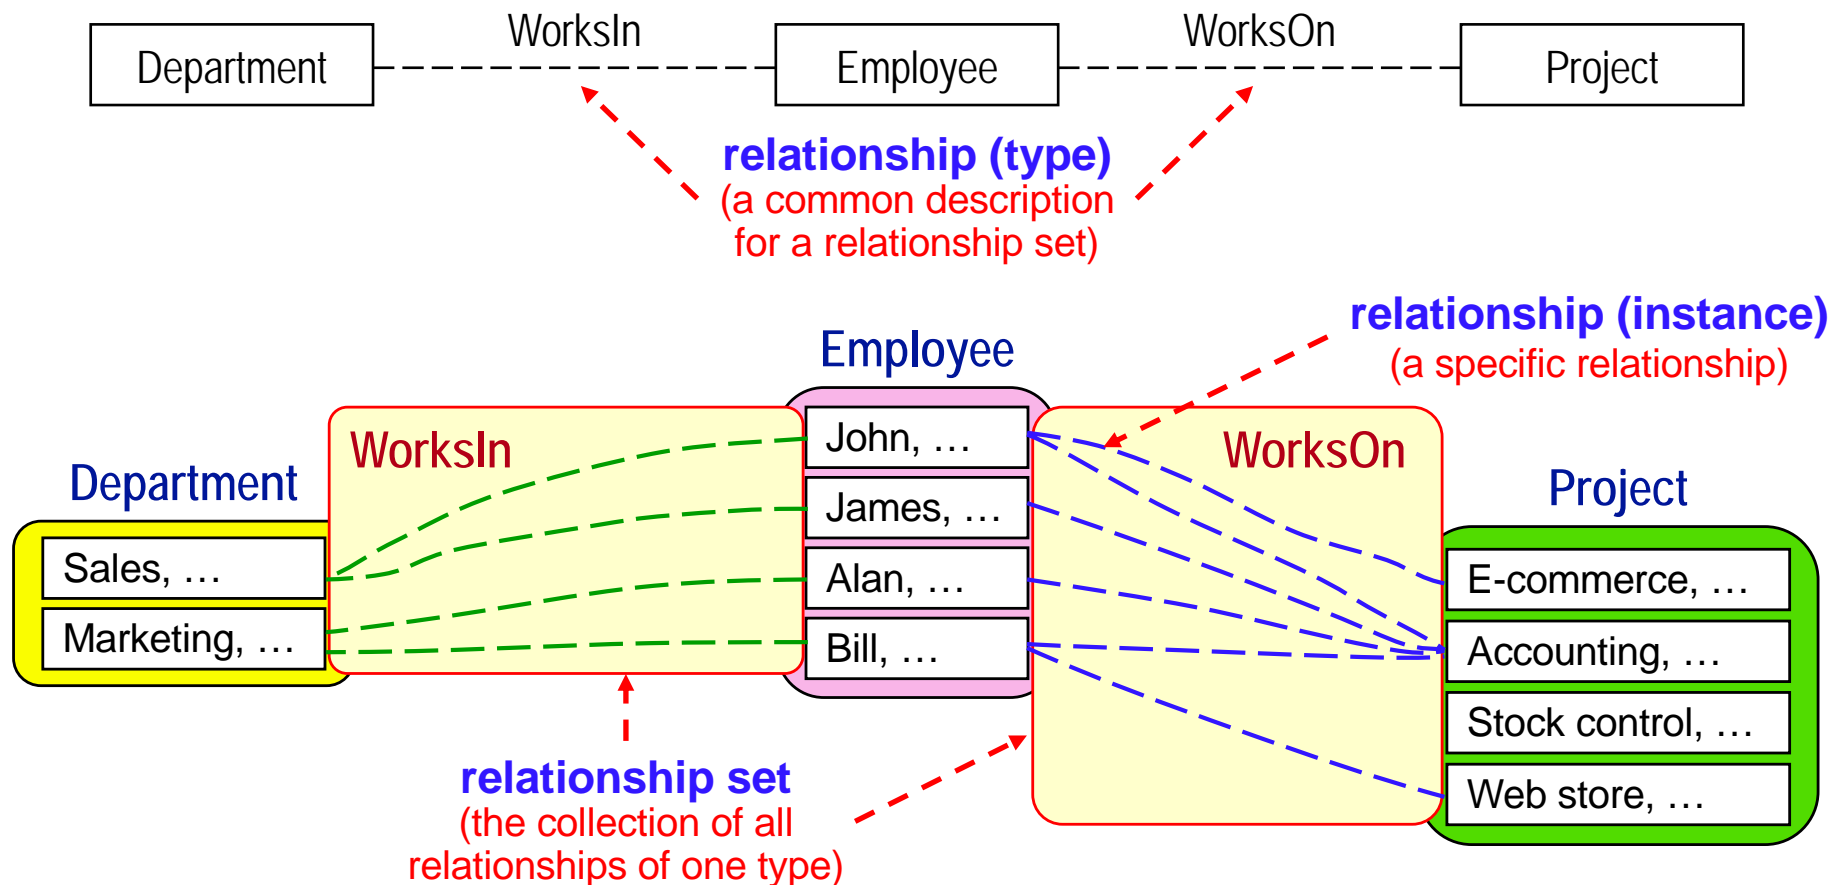 WorksIn
WorksOn
Department
Employee
Project
relationship (type)
(a common description
for a relationship set)
relationship (instance)
(a specific relationship)
Employee
WorksIn
WorksOn
Department
Project
John, …
James, …
Alan, …
Bill, …
Sales, …
Marketing, …
E-commerce, …
Accounting, …
Stock control, …
Web store, …
relationship set
(the collection of all
relationships of one type)